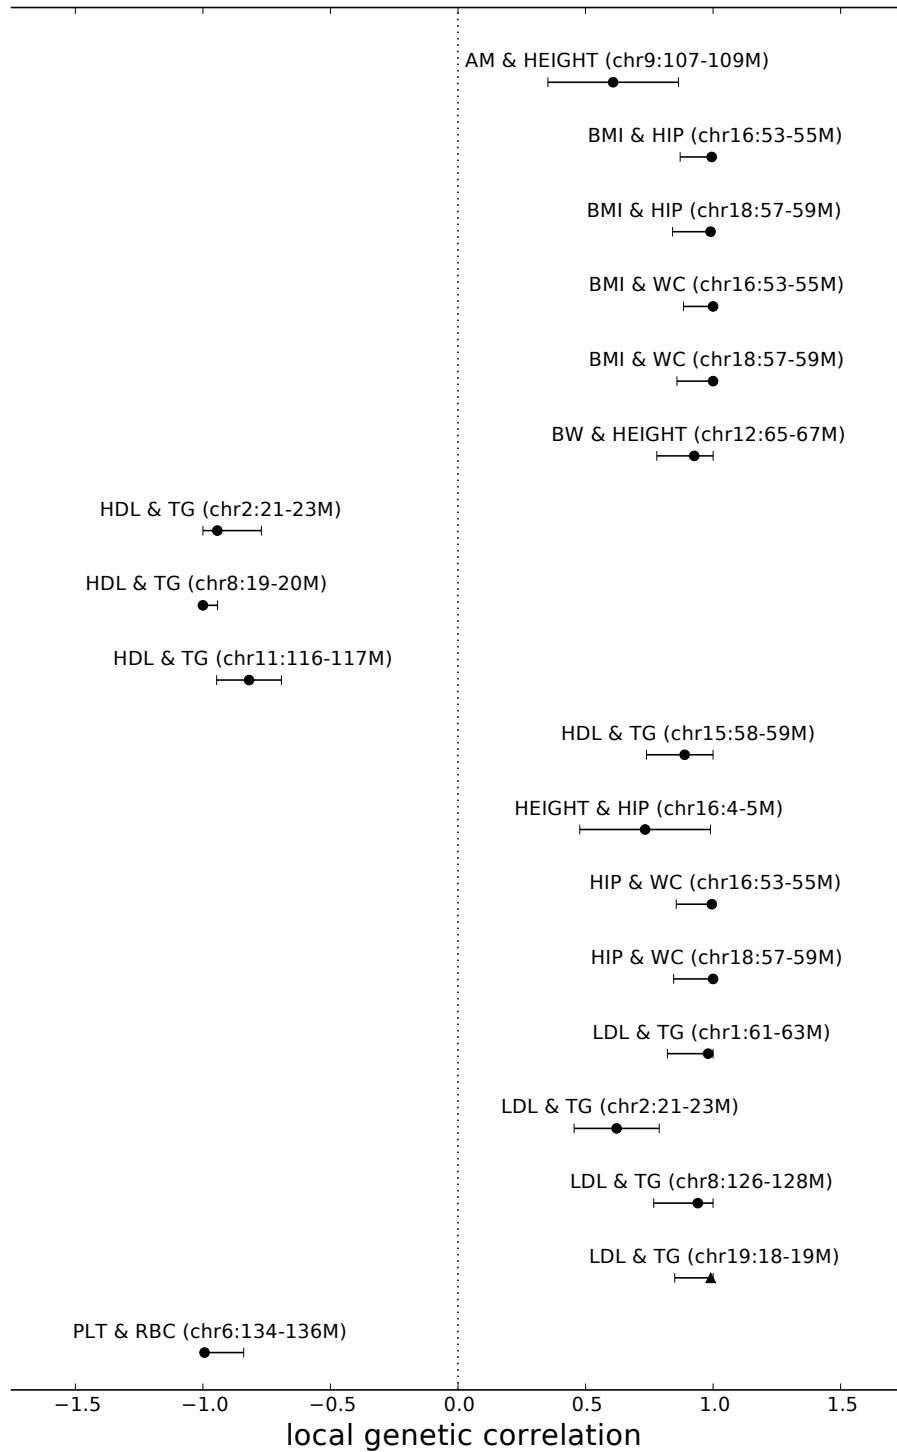 AM & HEIGHT (chr9:107-109M)
BMI & HIP (chr16:53-55M)
BMI & HIP (chr18:57-59M)
BMI & WC (chr16:53-55M)
BMI & WC (chr18:57-59M)
BW & HEIGHT (chr12:65-67M)
HDL & TG (chr2:21-23M)
HDL & TG (chr8:19-20M)
HDL & TG (chr11:116-117M)
HDL & TG (chr15:58-59M)
HEIGHT & HIP (chr16:4-5M)
HIP & WC (chr16:53-55M)
HIP & WC (chr18:57-59M)
LDL & TG (chr1:61-63M)
LDL & TG (chr2:21-23M)
LDL & TG (chr8:126-128M)
LDL & TG (chr19:18-19M)
PLT & RBC (chr6:134-136M)
−1.5 −1.0 −0.5 0.0 0.5 1.0 1.5
local genetic correlation